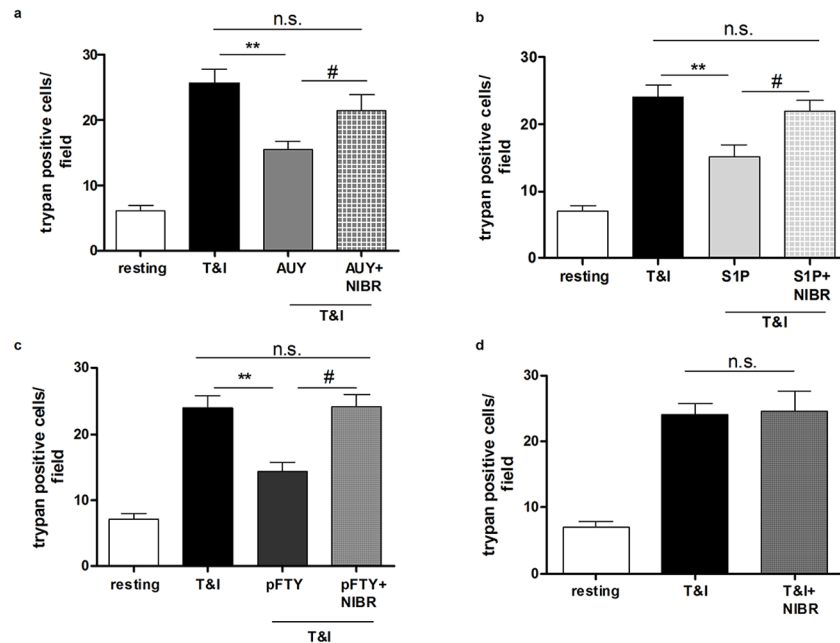 a
n.s.
**
#
30
20
10
0
trypan positive cells/
field
resting
T&I
AUY
AUY+
NIBR
T&I
b
n.s.
**
#
30
20
10
0
trypan positive cells/
field
resting
T&I
S1P
S1P+
NIBR
T&I
c
n.s.
**
#
30
20
10
0
trypan positive cells/
field
resting
T&I
pFTY
pFTY+
NIBR
T&I
d
n.s.
30
20
10
0
trypan positive cells/
field
resting
T&I
T&I+
NIBR